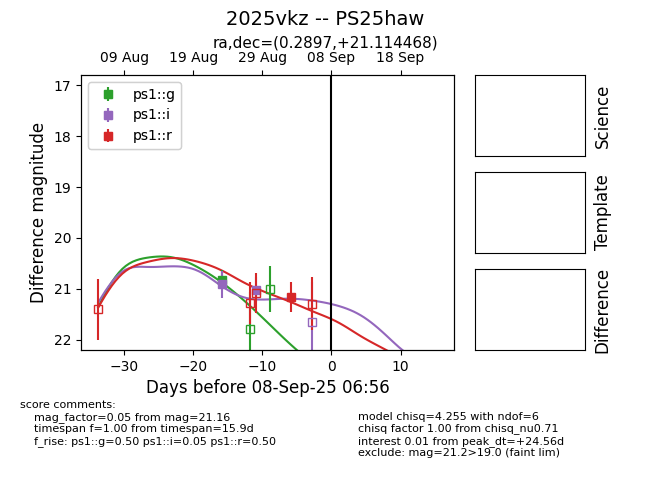 2025vkz -- PS25haw
ra,dec=(0.2897,+21.114468)
09 Aug 19 Aug 29 Aug 08 Sep 18 Sep
ps1::g
ps1::i
ps1::r
17
18
19
20
21
22
Difference magnitude
−30 −20 −10 0 10
Days before 08-Sep-25 06:56
Science
Template
Difference
score comments:
mag_factor=0.05 from mag=21.16
timespan f=1.00 from timespan=15.9d
f_rise: ps1::g=0.50 ps1::i=0.05 ps1::r=0.50
model chisq=4.255 with ndof=6
chisq factor 1.00 from chisq_nu0.71
interest 0.01 from peak_dt=+24.56d
exclude: mag=21.2>19.0 (faint lim)